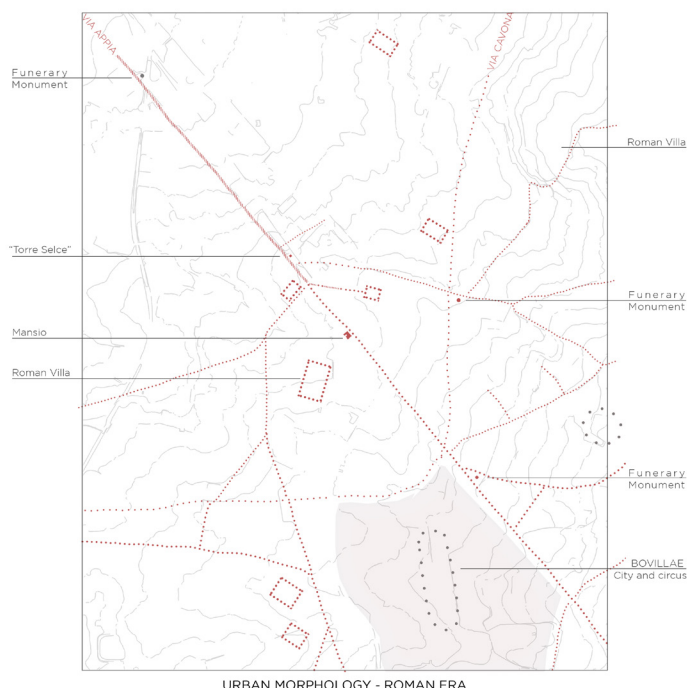 VIA APPIA
VIA CAVONA
Funerary
Monument
Roman Villa
"Torre Selce"
Funerary
Monument
Mansio
Roman Villa
Funerary
Monument
BOVILLAE
City and circus
URBAN MORPHOLOGY - ROMAN ERA